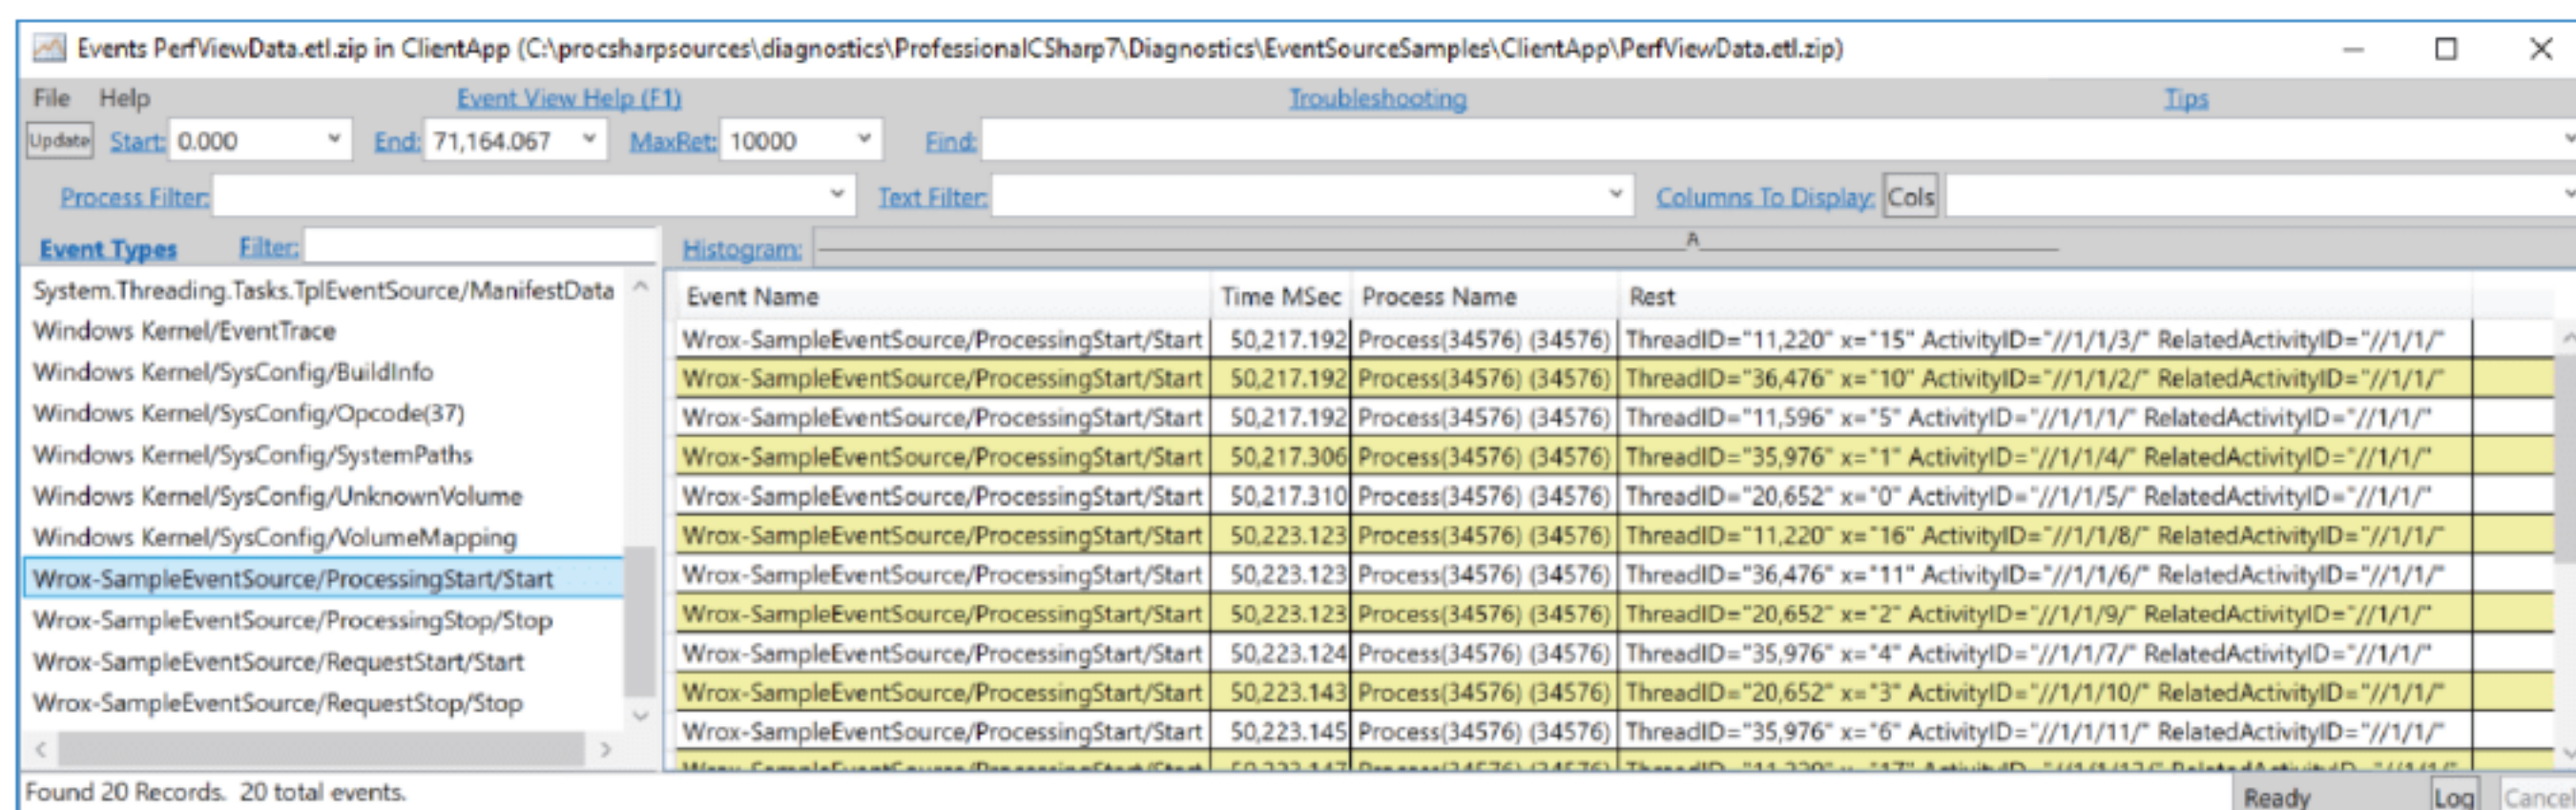 Events PerfViewData.etl.zip in ClientApp (C:\procsharpsources\diagnostics\ProfessionalCSharp7\Diagnostics\EventSourceSamples\ClientApp\PerfViewData.etl.zip)
File Help Event View Help (F1) Troubleshooting Tips
Update Start: 0.000 End: 71,164.067 MaxRet: 10000 Find:
Process Filter: Text Filter: Columns To Display: Cols
Event Types Filter: Histogram: A
System.Threading.Tasks.TplEventSource/ManifestData
Windows Kernel/EventTrace
Windows Kernel/SysConfig/BuildInfo
Windows Kernel/SysConfig/Opcode(37)
Windows Kernel/SysConfig/SystemPaths
Windows Kernel/SysConfig/UnknownVolume
Windows Kernel/SysConfig/VolumeMapping
Wrox-SampleEventSource/ProcessingStart/Start
Wrox-SampleEventSource/ProcessingStop/Stop
Wrox-SampleEventSource/RequestStart/Start
Wrox-SampleEventSource/RequestStop/Stop
Event Name Time MSec Process Name Rest
Wrox-SampleEventSource/ProcessingStart/Start 50,217.192 Process(34576) (34576) ThreadID="11,220" x="15" ActivityID="//1/1/3/" RelatedActivityID="//1/1/"
Wrox-SampleEventSource/ProcessingStart/Start 50,217.192 Process(34576) (34576) ThreadID="36,476" x="10" ActivityID="//1/1/2/" RelatedActivityID="//1/1/"
Wrox-SampleEventSource/ProcessingStart/Start 50,217.192 Process(34576) (34576) ThreadID="11,596" x="5" ActivityID="//1/1/1/" RelatedActivityID="//1/1/"
Wrox-SampleEventSource/ProcessingStart/Start 50,217.306 Process(34576) (34576) ThreadID="35,976" x="1" ActivityID="//1/1/4/" RelatedActivityID="//1/1/"
Wrox-SampleEventSource/ProcessingStart/Start 50,217.310 Process(34576) (34576) ThreadID="20,652" x="0" ActivityID="//1/1/5/" RelatedActivityID="//1/1/"
Wrox-SampleEventSource/ProcessingStart/Start 50,223.123 Process(34576) (34576) ThreadID="11,220" x="16" ActivityID="//1/1/8/" RelatedActivityID="//1/1/"
Wrox-SampleEventSource/ProcessingStart/Start 50,223.123 Process(34576) (34576) ThreadID="36,476" x="11" ActivityID="//1/1/6/" RelatedActivityID="//1/1/"
Wrox-SampleEventSource/ProcessingStart/Start 50,223.123 Process(34576) (34576) ThreadID="20,652" x="2" ActivityID="//1/1/9/" RelatedActivityID="//1/1/"
Wrox-SampleEventSource/ProcessingStart/Start 50,223.124 Process(34576) (34576) ThreadID="35,976" x="4" ActivityID="//1/1/7/" RelatedActivityID="//1/1/"
Wrox-SampleEventSource/ProcessingStart/Start 50,223.143 Process(34576) (34576) ThreadID="20,652" x="3" ActivityID="//1/1/10/" RelatedActivityID="//1/1/"
Wrox-SampleEventSource/ProcessingStart/Start 50,223.145 Process(34576) (34576) ThreadID="35,976" x="6" ActivityID="//1/1/11/" RelatedActivityID="//1/1/"
Found 20 Records. 20 total events. Ready Log Cancel